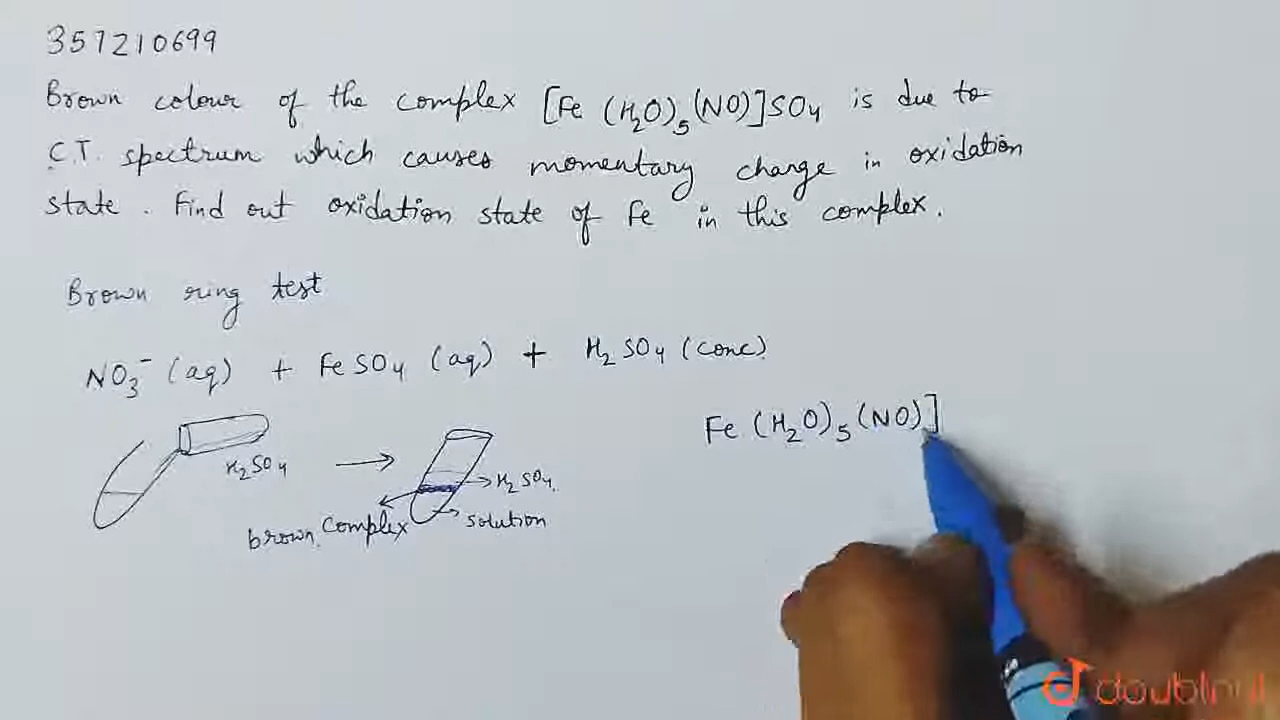 357210699
Brown colour of the complex [Fe (H₂O)₅(NO)]SO₄ is due to
C.T. spectrum which causes momentary charge in oxidation
state. Find out oxidation state of Fe in this complex.
Brown ring test
NO₃⁻ (aq) + FeSO₄ (aq) + H₂SO₄ (conc).
Fe (H₂O)₅ (NO)]
H₂SO₄ → → H₂SO₄.
brown complex → solution
doubtnut